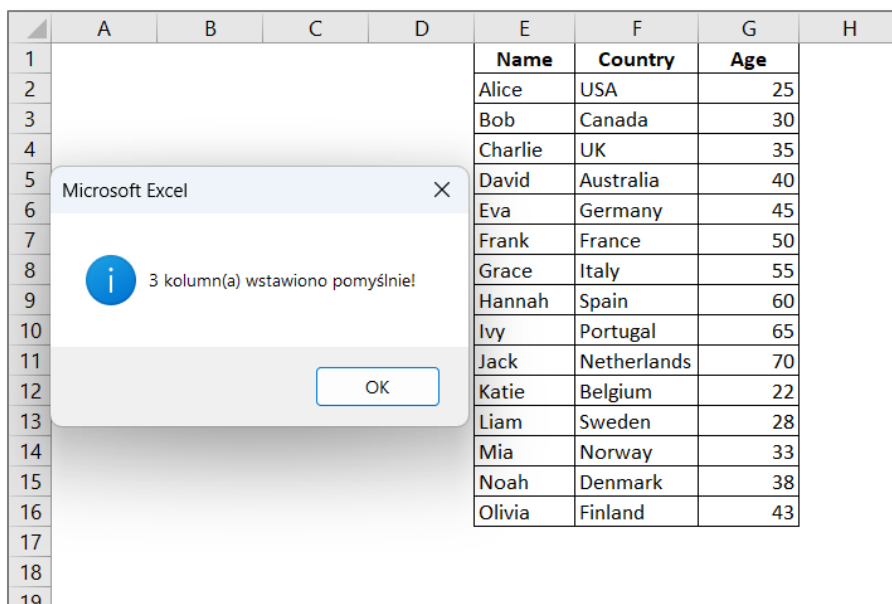 A B C D E F G H
1 Name Country Age
2 Alice USA 25
3 Bob Canada 30
4 Charlie UK 35
5 David Australia 40
6 Eva Germany 45
7 Frank France 50
8 Grace Italy 55
9 Hannah Spain 60
10 Ivy Portugal 65
11 Jack Netherlands 70
12 Katie Belgium 22
13 Liam Sweden 28
14 Mia Norway 33
15 Noah Denmark 38
16 Olivia Finland 43
17
18
19
Microsoft Excel
3 kolumn(a) wstawiono pomyślnie!
OK